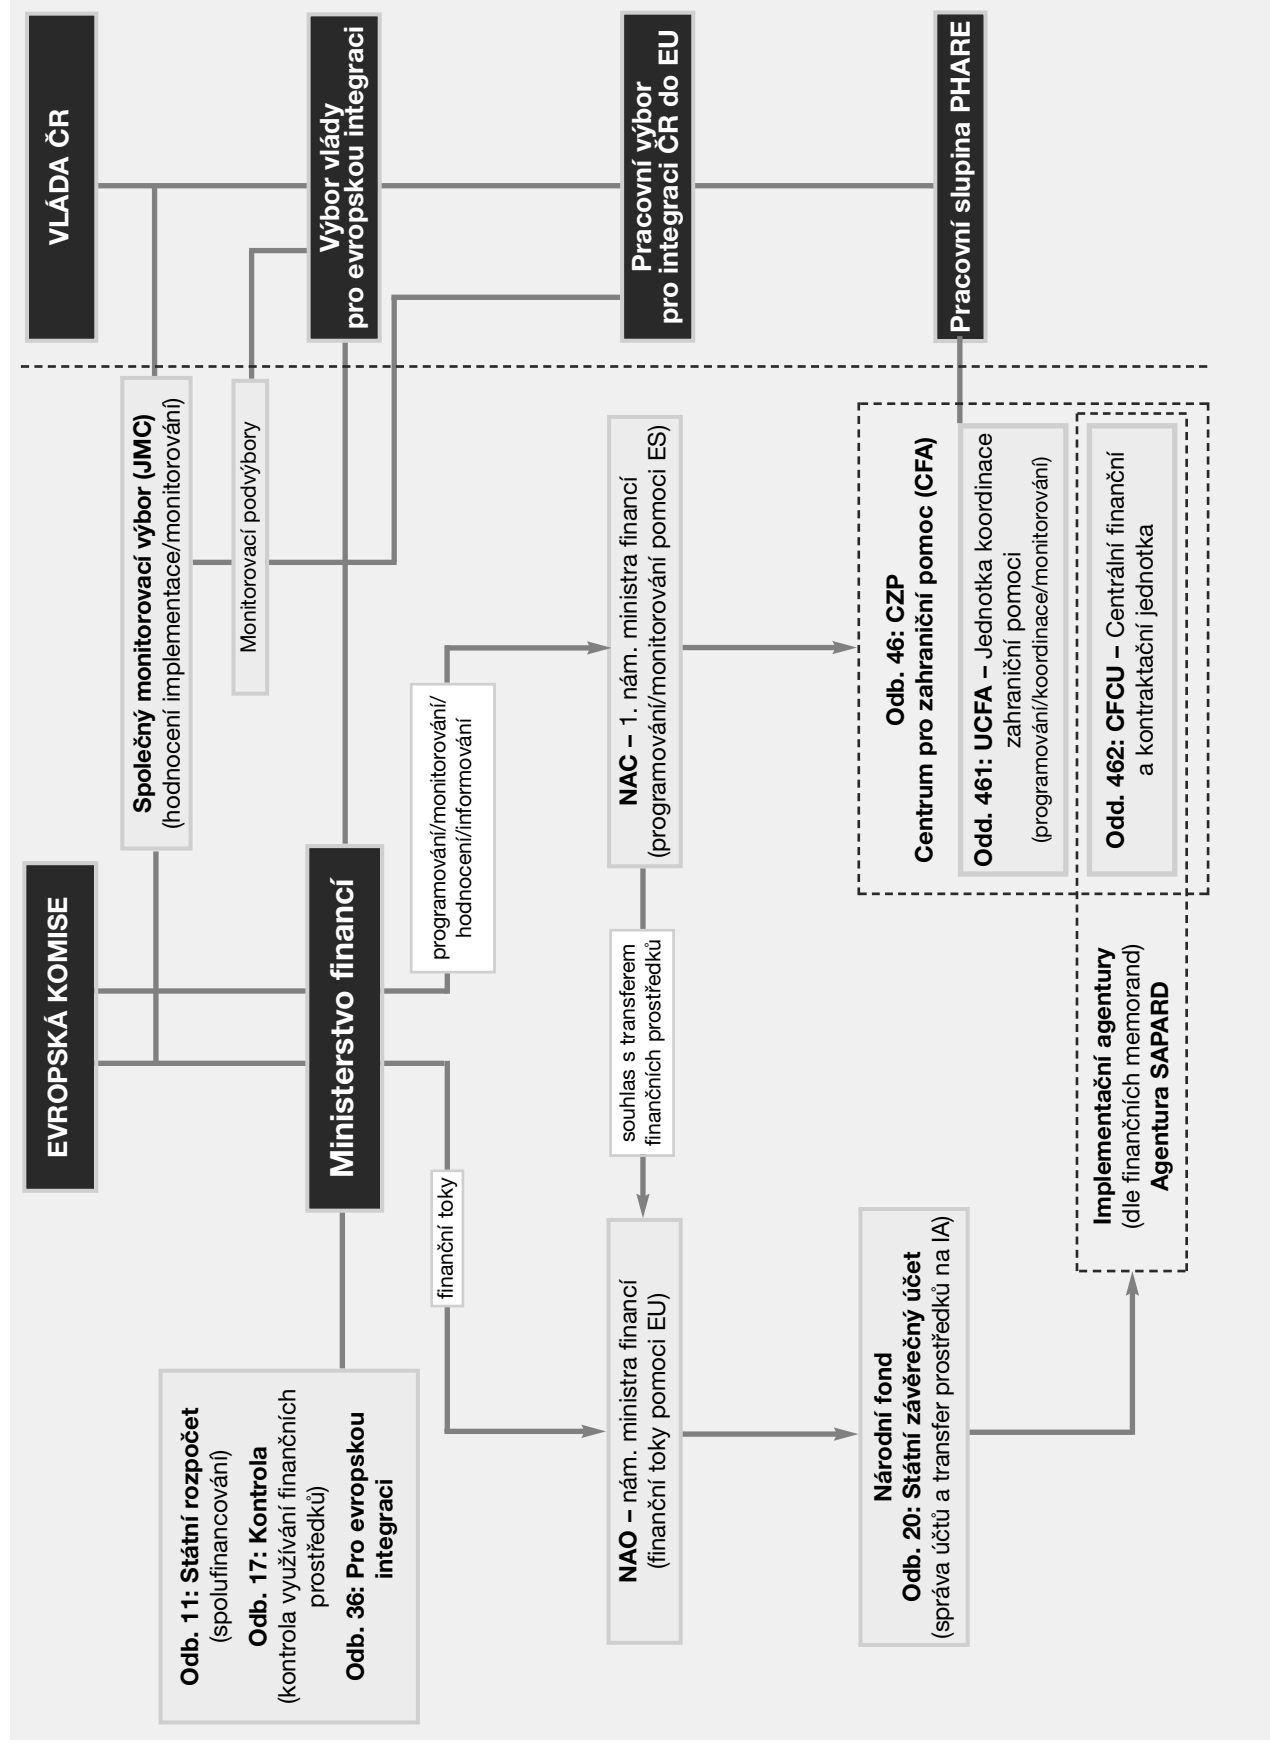 EVROPSKÁ KOMISE
VLÁDA ČR
Společný monitorovací výbor (JMC)
(hodnocení implementace/monitorování)
Monitorovací podvýbory
Odb. 11: Státní rozpočet
(spolufinancování)
Odb. 17: Kontrola
(kontrola využívání finančních
prostředků)
Odb. 36: Pro evropskou
integraci
Ministerstvo financí
Výbor vlády
pro evropskou integraci
finanční toky
programování/monitorování/
hodnocení/informování
NAO – nám. ministra financí
(finanční toky pomoci EU)
souhlas s transferem
finančních prostředků
NAC – 1. nám. ministra financí
(programování/monitorování pomoci ES)
Pracovní výbor
pro integraci ČR do EU
Národní fond
Odb. 20: Státní závěrečný účet
(správa účtů a transfer prostředků na IA)
Odb. 46: CZP
Centrum pro zahraniční pomoc (CFA)
Odd. 461: UCFA – Jednotka koordinace
zahraniční pomoci
(programování/koordinace/monitorování)
Pracovní slupina PHARE
Implementační agentury
(dle finančních memorand)
Agentura SAPARD
Odd. 462: CFCU – Centrální finanční
a kontraktační jednotka